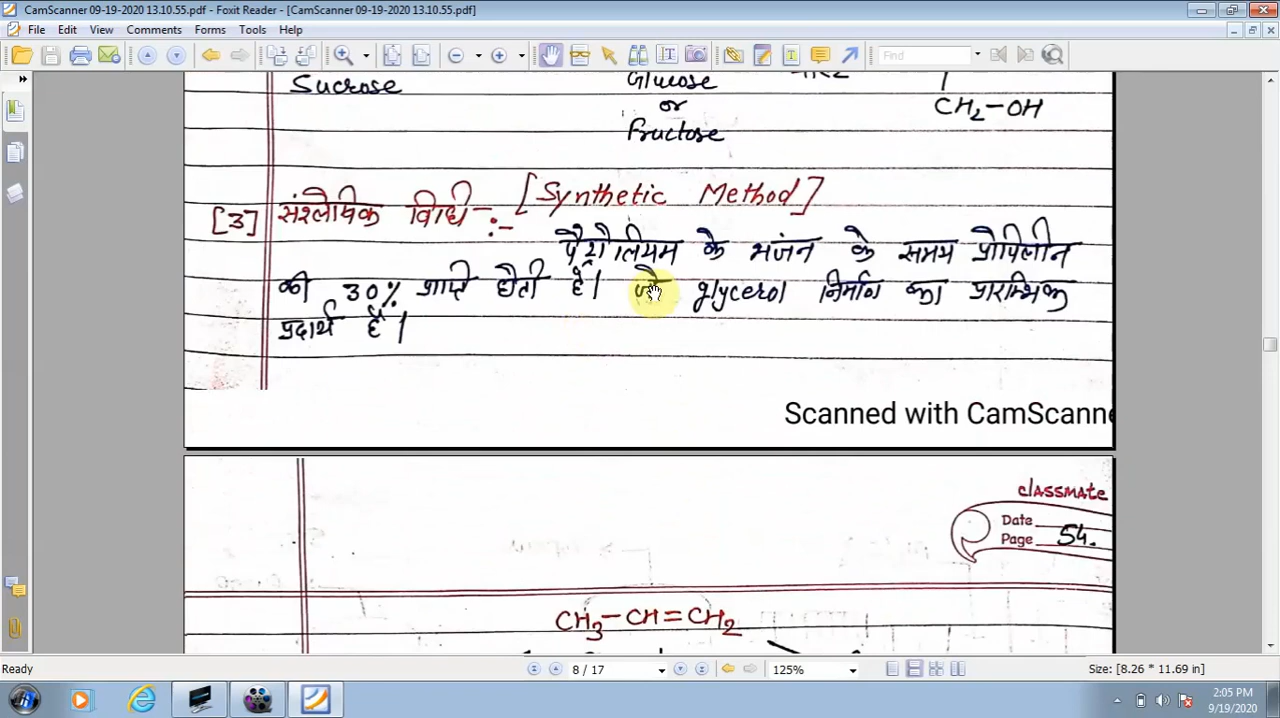 CamScanner 09-19-2020 13.10.55.pdf - Foxit Reader - [CamScanner 09-19-2020 13.10.55.pdf]
File Edit View Comments Forms Tools Help
Find
Sucrose
Glucose
or
Fructose
CH2-OH
[3] संश्लेषिक विधि :- [Synthetic Method]
पैट्रोलियम के भंजन के समय प्रोपिलीन
की 30% प्राप्ति होती है। जो glycerol निर्माण का प्रारम्भिक
पदार्थ है।
Scanned with CamScanne
classmate
Date
Page 54.
CH3-CH=CH2
Ready
8 / 17
125%
Size: [8.26 * 11.69 in]
2:05 PM
9/19/2020